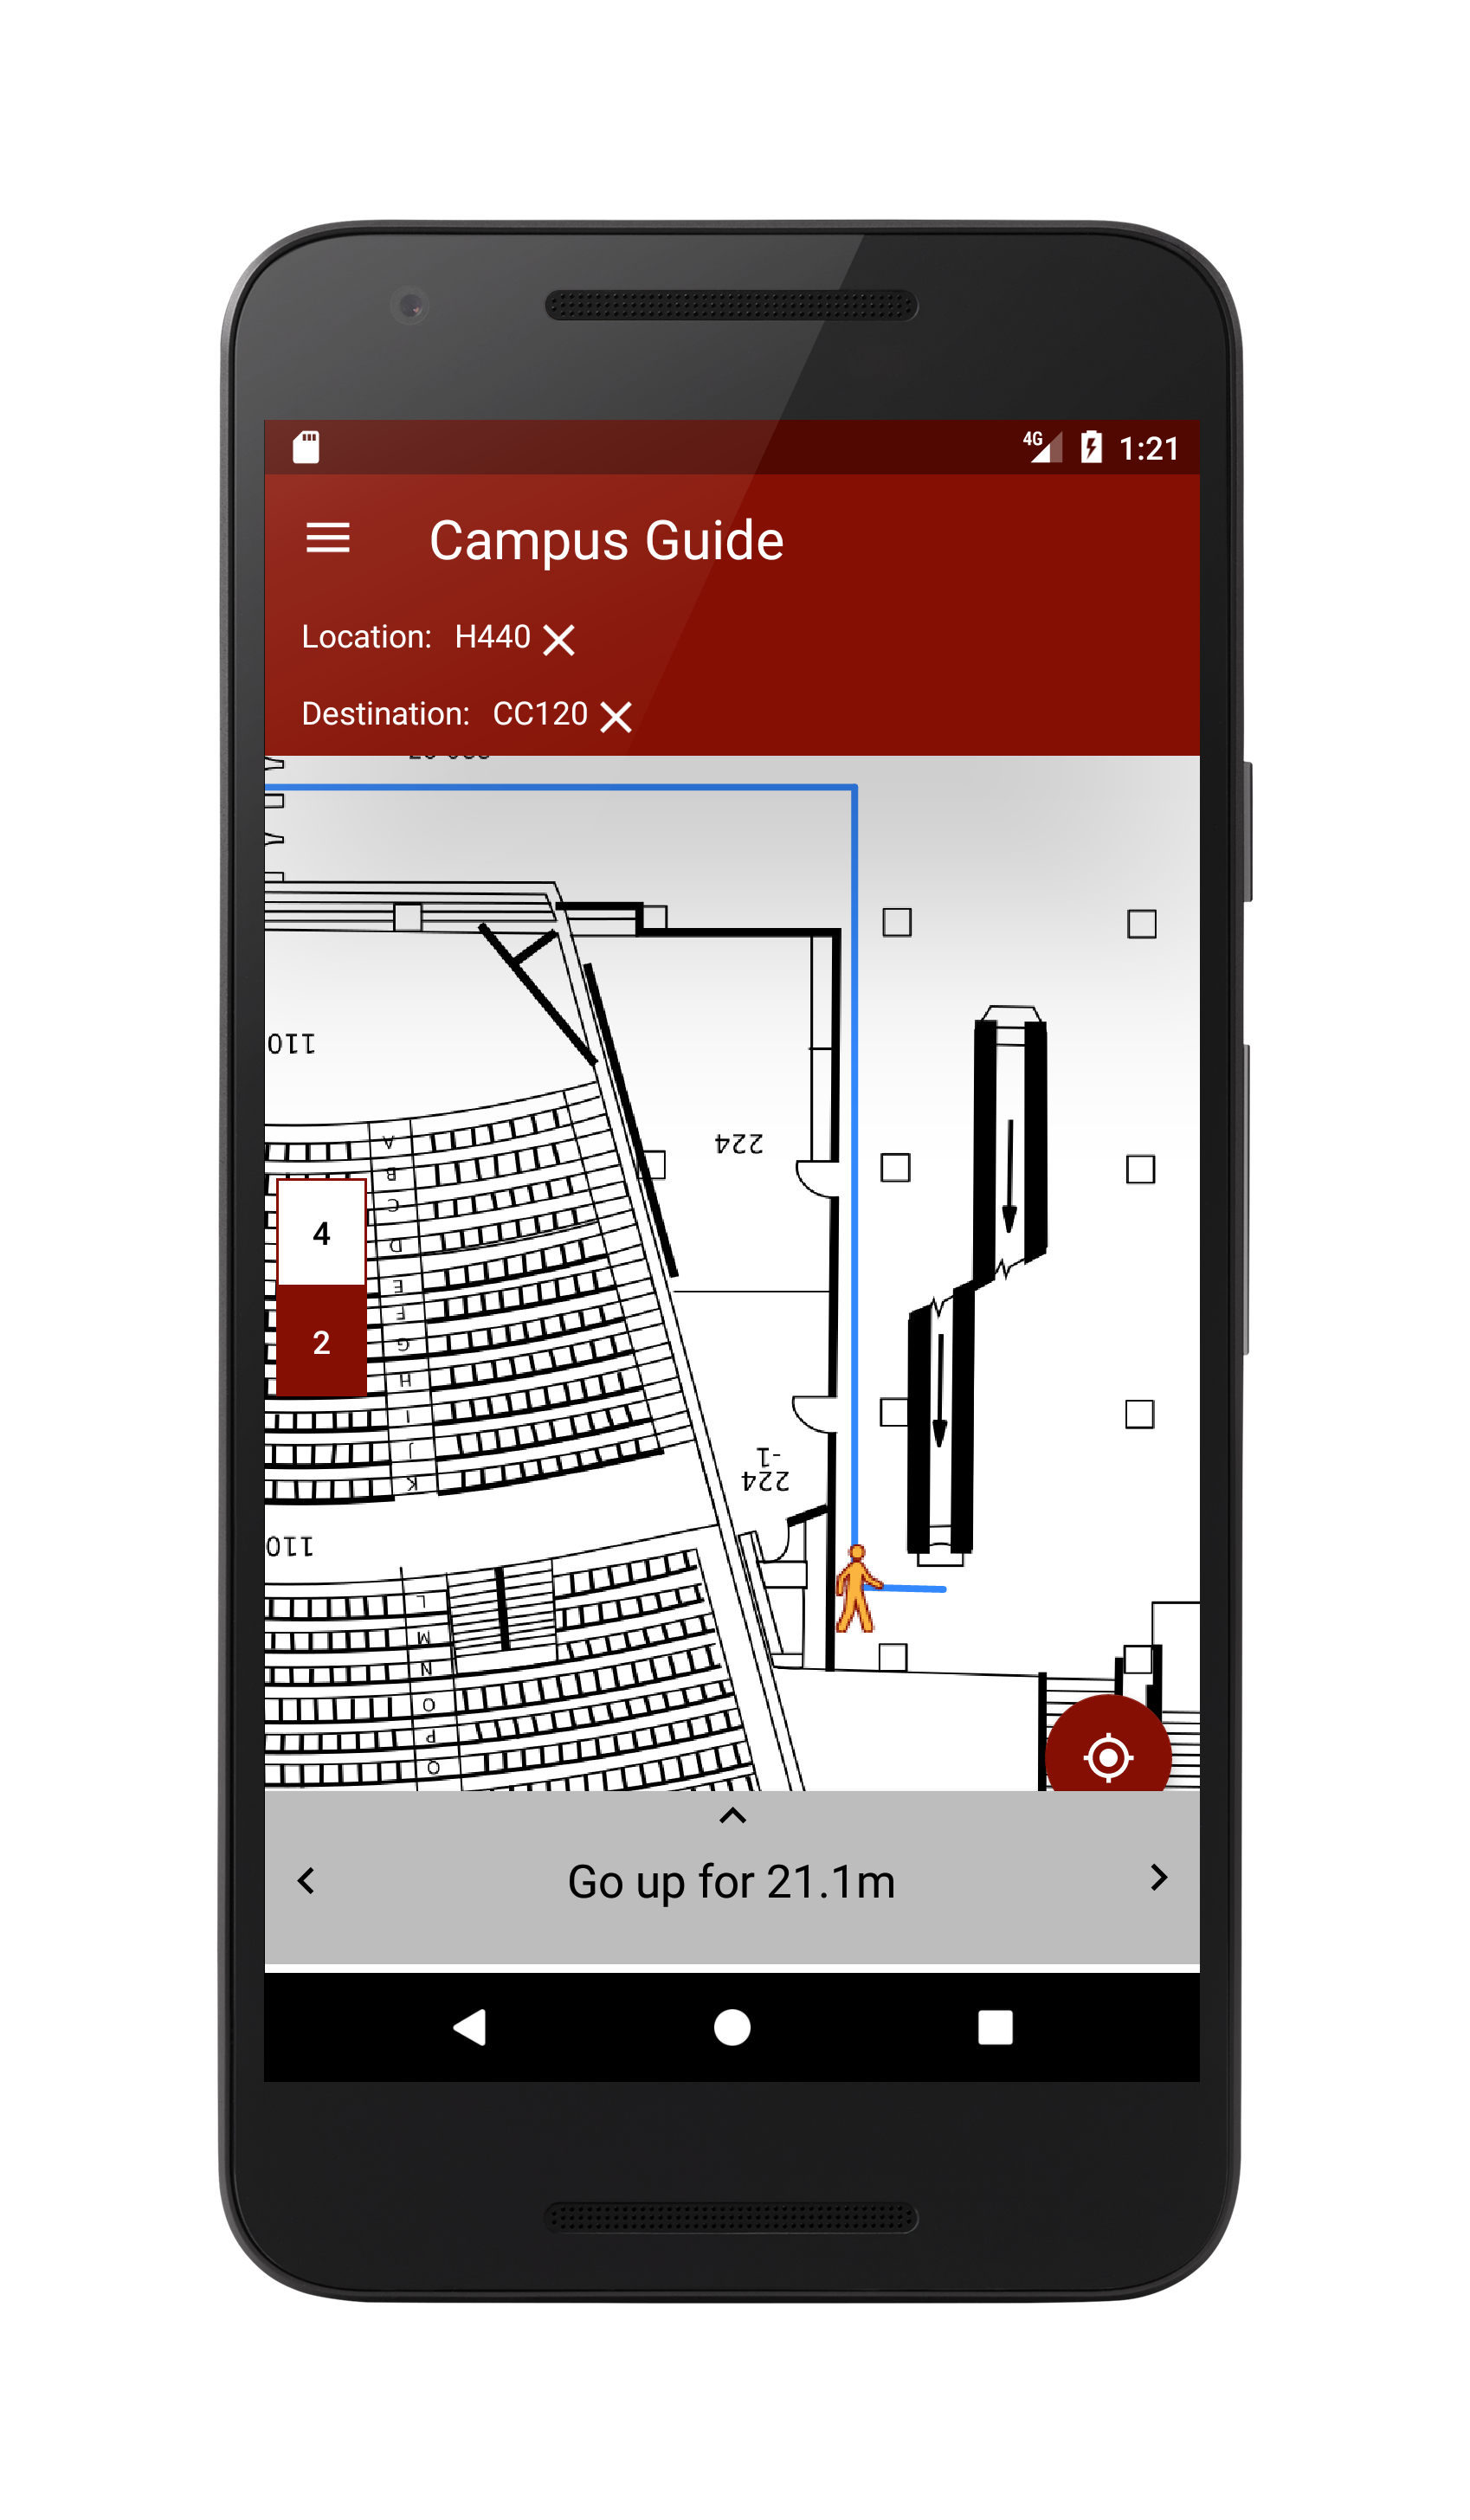 4G 1:21
Campus Guide
Location: H440
Destination: CC120
110
A
224
B
C
4
D
E
F
2
G
H
I
J
-1
K
224
110
L
M
N
O
P
Q
Go up for 21.1m